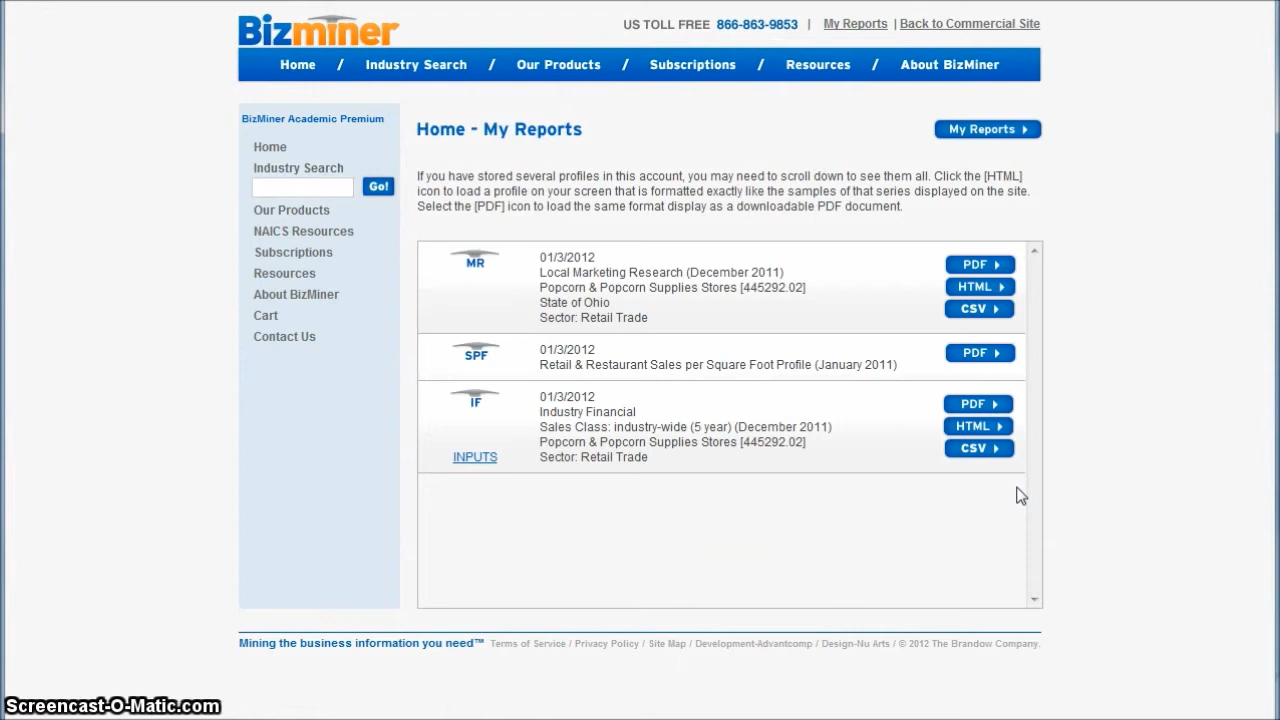 Bizminer
US TOLL FREE 866-863-9853 | My Reports | Back to Commercial Site
Home / Industry Search / Our Products / Subscriptions / Resources / About BizMiner
BizMiner Academic Premium
Home
Industry Search
Go!
Our Products
NAICS Resources
Subscriptions
Resources
About BizMiner
Cart
Contact Us
Home - My Reports
My Reports
If you have stored several profiles in this account, you may need to scroll down to see them all. Click the [HTML]
icon to load a profile on your screen that is formatted exactly like the samples of that series displayed on the site.
Select the [PDF] icon to load the same format display as a downloadable PDF document.
MR
01/3/2012
Local Marketing Research (December 2011)
Popcorn & Popcorn Supplies Stores [445292.02]
State of Ohio
Sector: Retail Trade
PDF
HTML
CSV
SPF
01/3/2012
Retail & Restaurant Sales per Square Foot Profile (January 2011)
PDF
IF
INPUTS
01/3/2012
Industry Financial
Sales Class: industry-wide (5 year) (December 2011)
Popcorn & Popcorn Supplies Stores [445292.02]
Sector: Retail Trade
PDF
HTML
CSV
Mining the business information you need™ Terms of Service / Privacy Policy / Site Map / Development-Advantcomp / Design-Nu Arts / © 2012 The Brandow Company.
Screencast-O-Matic.com